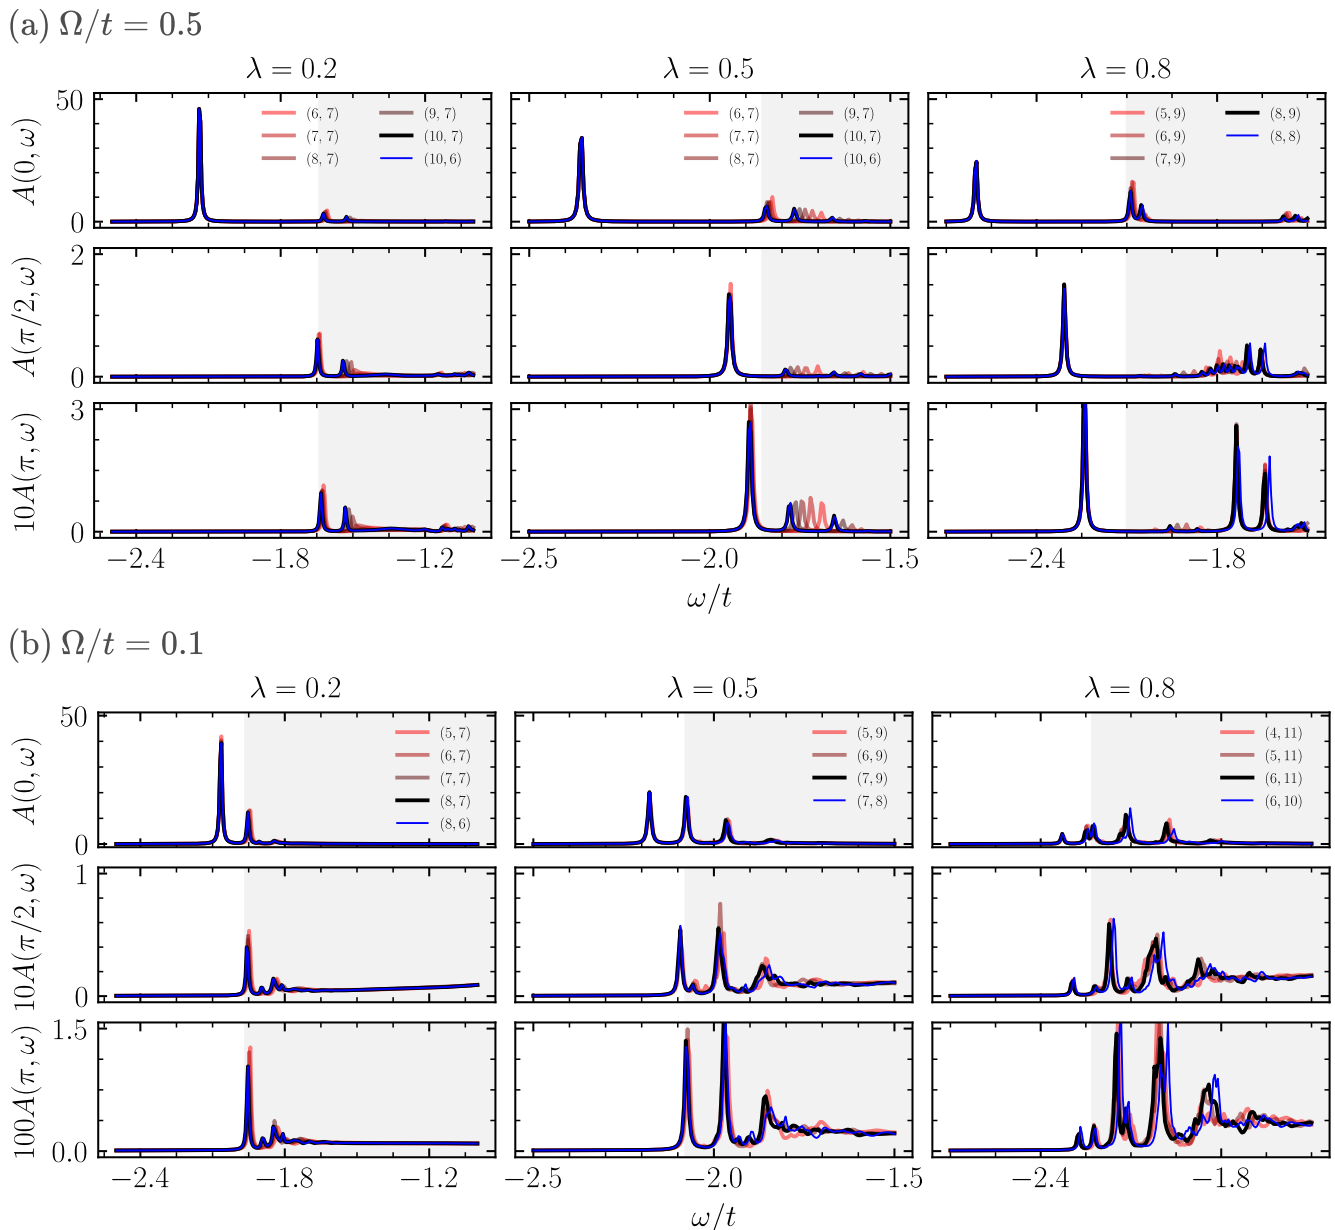 (a) Ω/t = 0.5
λ = 0.2 λ = 0.5 λ = 0.8
A(0, ω)
50
0
(6, 7) (9, 7)
(7, 7) (10, 7)
(8, 7) (10, 6)
(6, 7) (9, 7)
(7, 7) (10, 7)
(8, 7) (10, 6)
(5, 9) (8, 9)
(6, 9) (8, 8)
(7, 9)
A(π/2, ω)
2
0
10A(π, ω)
3
0
−2.4 −1.8 −1.2 −2.5 −2.0 −1.5 −2.4 −1.8
ω/t
(b) Ω/t = 0.1
λ = 0.2 λ = 0.5 λ = 0.8
A(0, ω)
50
0
(5, 7)
(6, 7)
(7, 7)
(8, 7)
(8, 6)
(5, 9)
(6, 9)
(7, 9)
(7, 8)
(4, 11)
(5, 11)
(6, 11)
(6, 10)
10A(π/2, ω)
1
0
100A(π, ω)
1.5
0.0
−2.4 −1.8 −1.2 −2.5 −2.0 −1.5 −2.4 −1.8
ω/t